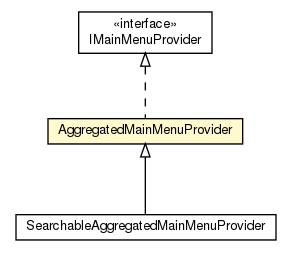 «interface»
IMainMenuProvider
AggregatedMainMenuProvider
SearchableAggregatedMainMenuProvider